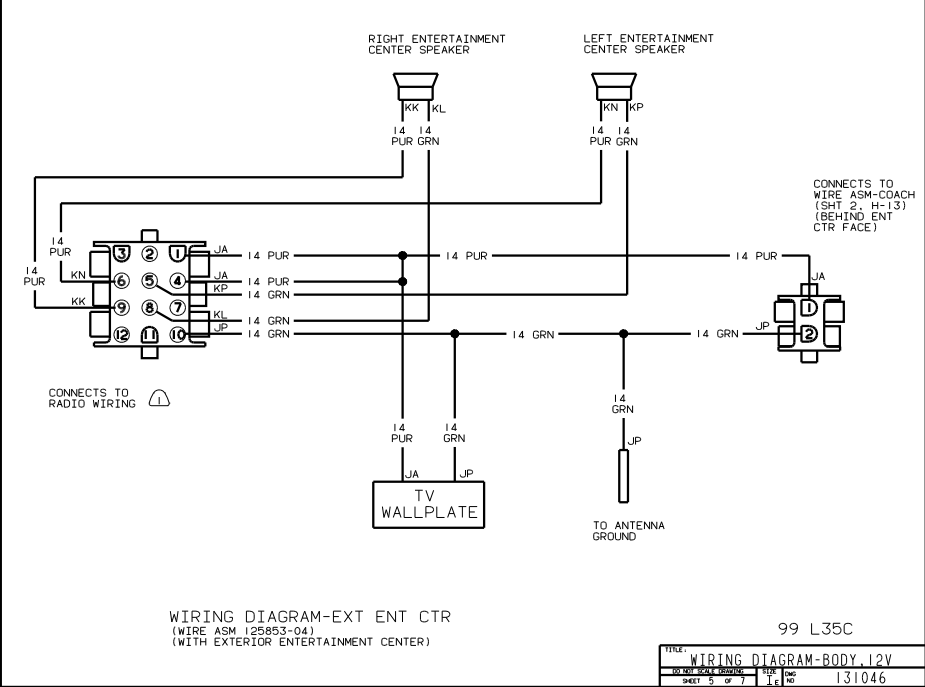 RIGHT ENTERTAINMENT
CENTER SPEAKER
LEFT ENTERTAINMENT
CENTER SPEAKER
KK KL
KN KP
14 14
PUR GRN
14 14
PUR GRN
CONNECTS TO
WIRE ASM-COACH
(SHT 2, H-13)
(BEHIND ENT
CTR FACE)
14
PUR
14
PUR
KN
KK
3 2 1
6 5 4
9 8 7
12 11 10
JA 14 PUR
14 PUR
14 PUR
JA 14 PUR
KP 14 GRN
KL 14 GRN
JP 14 GRN
14 GRN
14 GRN
JA
JP
1
2
CONNECTS TO
RADIO WIRING 1
14
PUR
14
GRN
14
GRN
JA JP
JP
TV
WALLPLATE
TO ANTENNA
GROUND
WIRING DIAGRAM-EXT ENT CTR
(WIRE ASM 125853-04)
(WITH EXTERIOR ENTERTAINMENT CENTER)
99 L35C
TITLE:
WIRING DIAGRAM-BODY,12V
DO NOT SCALE DRAWING
SHEET 5 OF 7
SIZE
IE
DWG
NO
131046